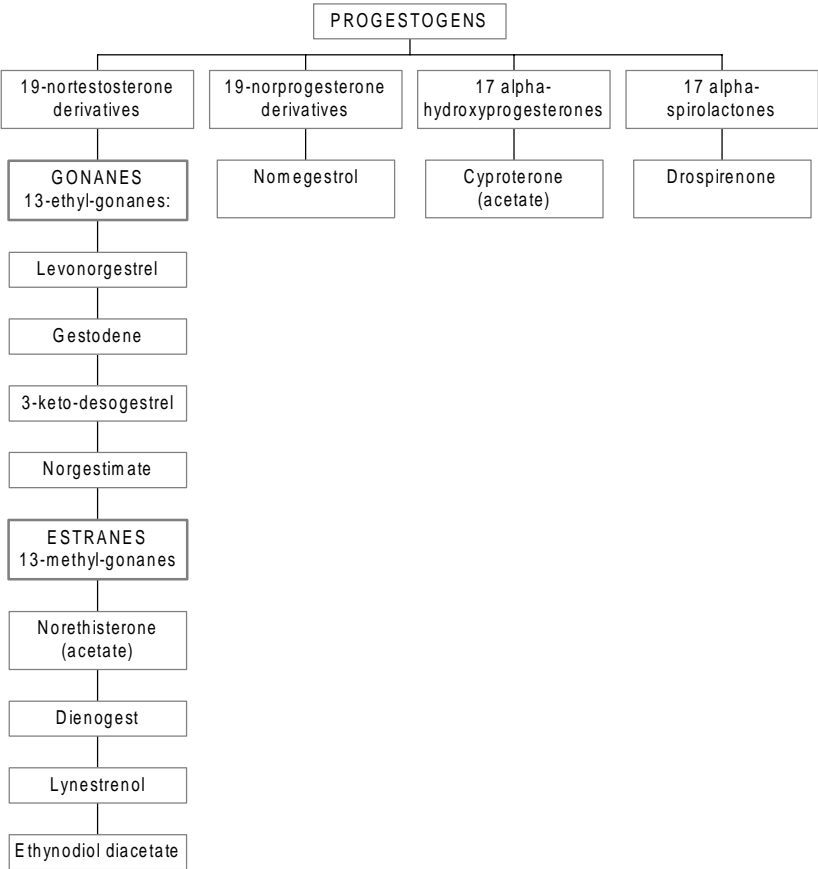 PROGESTOGENS
19-nortestosterone
derivatives
19-norprogesterone
derivatives
17 alpha-
hydroxyprogesterones
17 alpha-
spirolactones
GONANES
13-ethyl-gonanes:
Nomegestrol
Cyproterone
(acetate)
Drospirenone
Levonorgestrel
Gestodene
3-keto-desogestrel
Norgestimate
ESTRANES
13-methyl-gonanes
Norethisterone
(acetate)
Dienogest
Lynestrenol
Ethynodiol diacetate